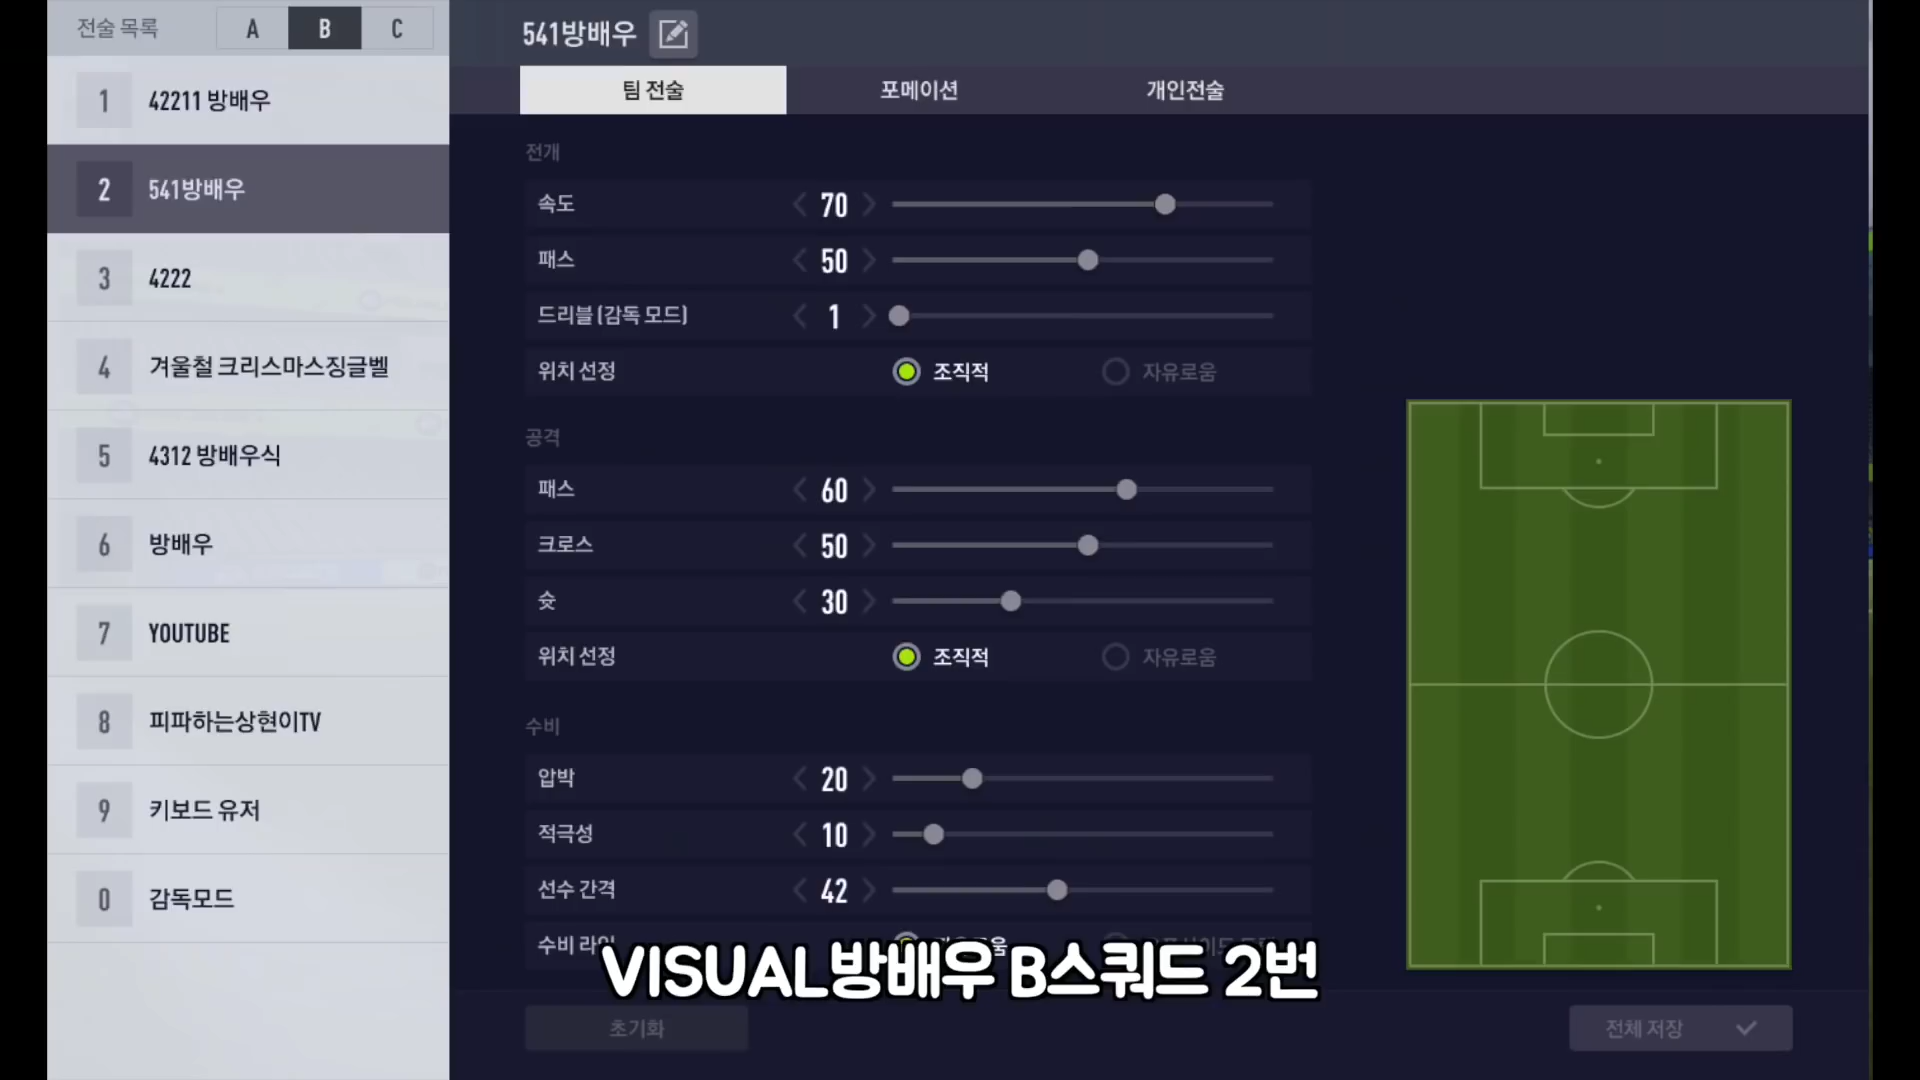 전술 목록
A
B
C
1 42211 방배우
2 541방배우
3 4222
4 겨울철 크리스마스징글벨
5 4312 방배우식
6 방배우
7 YOUTUBE
8 피파하는상현이TV
9 키보드 유저
0 감독모드
541방배우
팀 전술
포메이션
개인전술
전개
속도 70
패스 50
드리블 (감독 모드) 1
위치 선정 조직적 자유로움
공격
패스 60
크로스 50
슛 30
위치 선정 조직적 자유로움
수비
압박 20
적극성 10
선수 간격 42
수비
VISUAL방배우 B스쿼드 2번
초기화
전체 저장